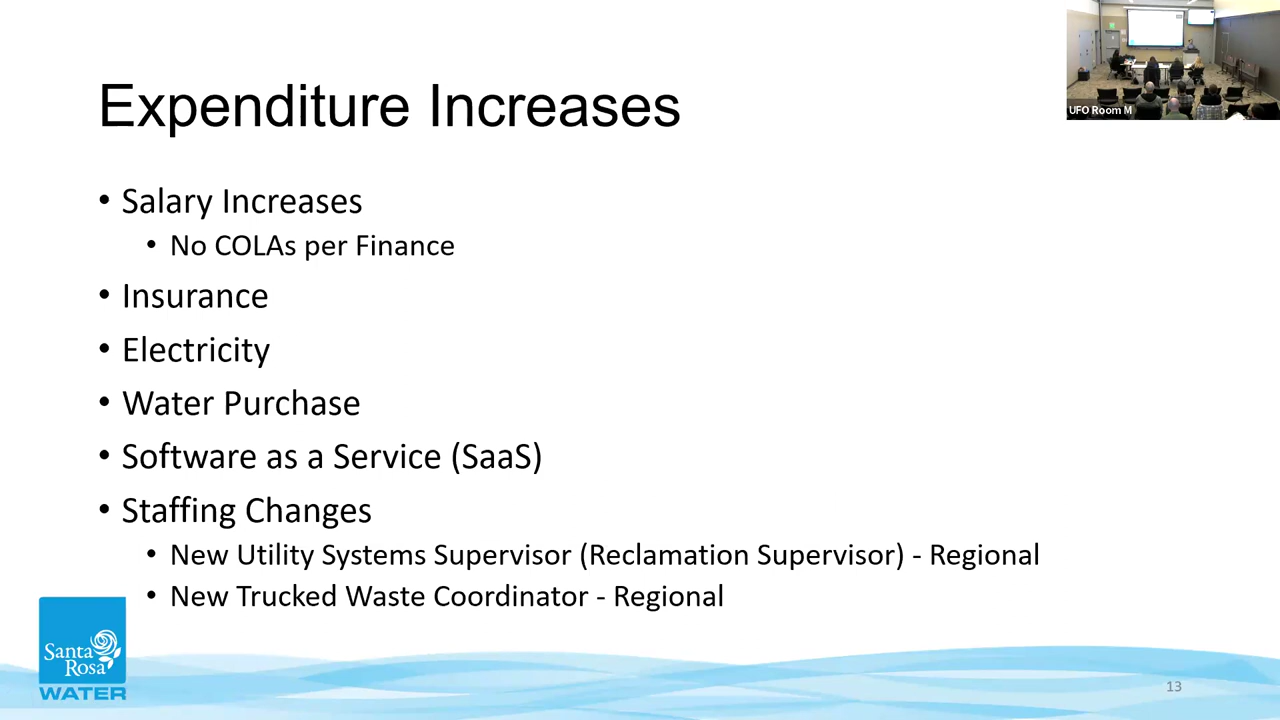 UFO Room M
Expenditure Increases
• Salary Increases
• No COLAs per Finance
• Insurance
• Electricity
• Water Purchase
• Software as a Service (SaaS)
• Staffing Changes
• New Utility Systems Supervisor (Reclamation Supervisor) - Regional
• New Trucked Waste Coordinator - Regional
Santa
Rosa
WATER
13